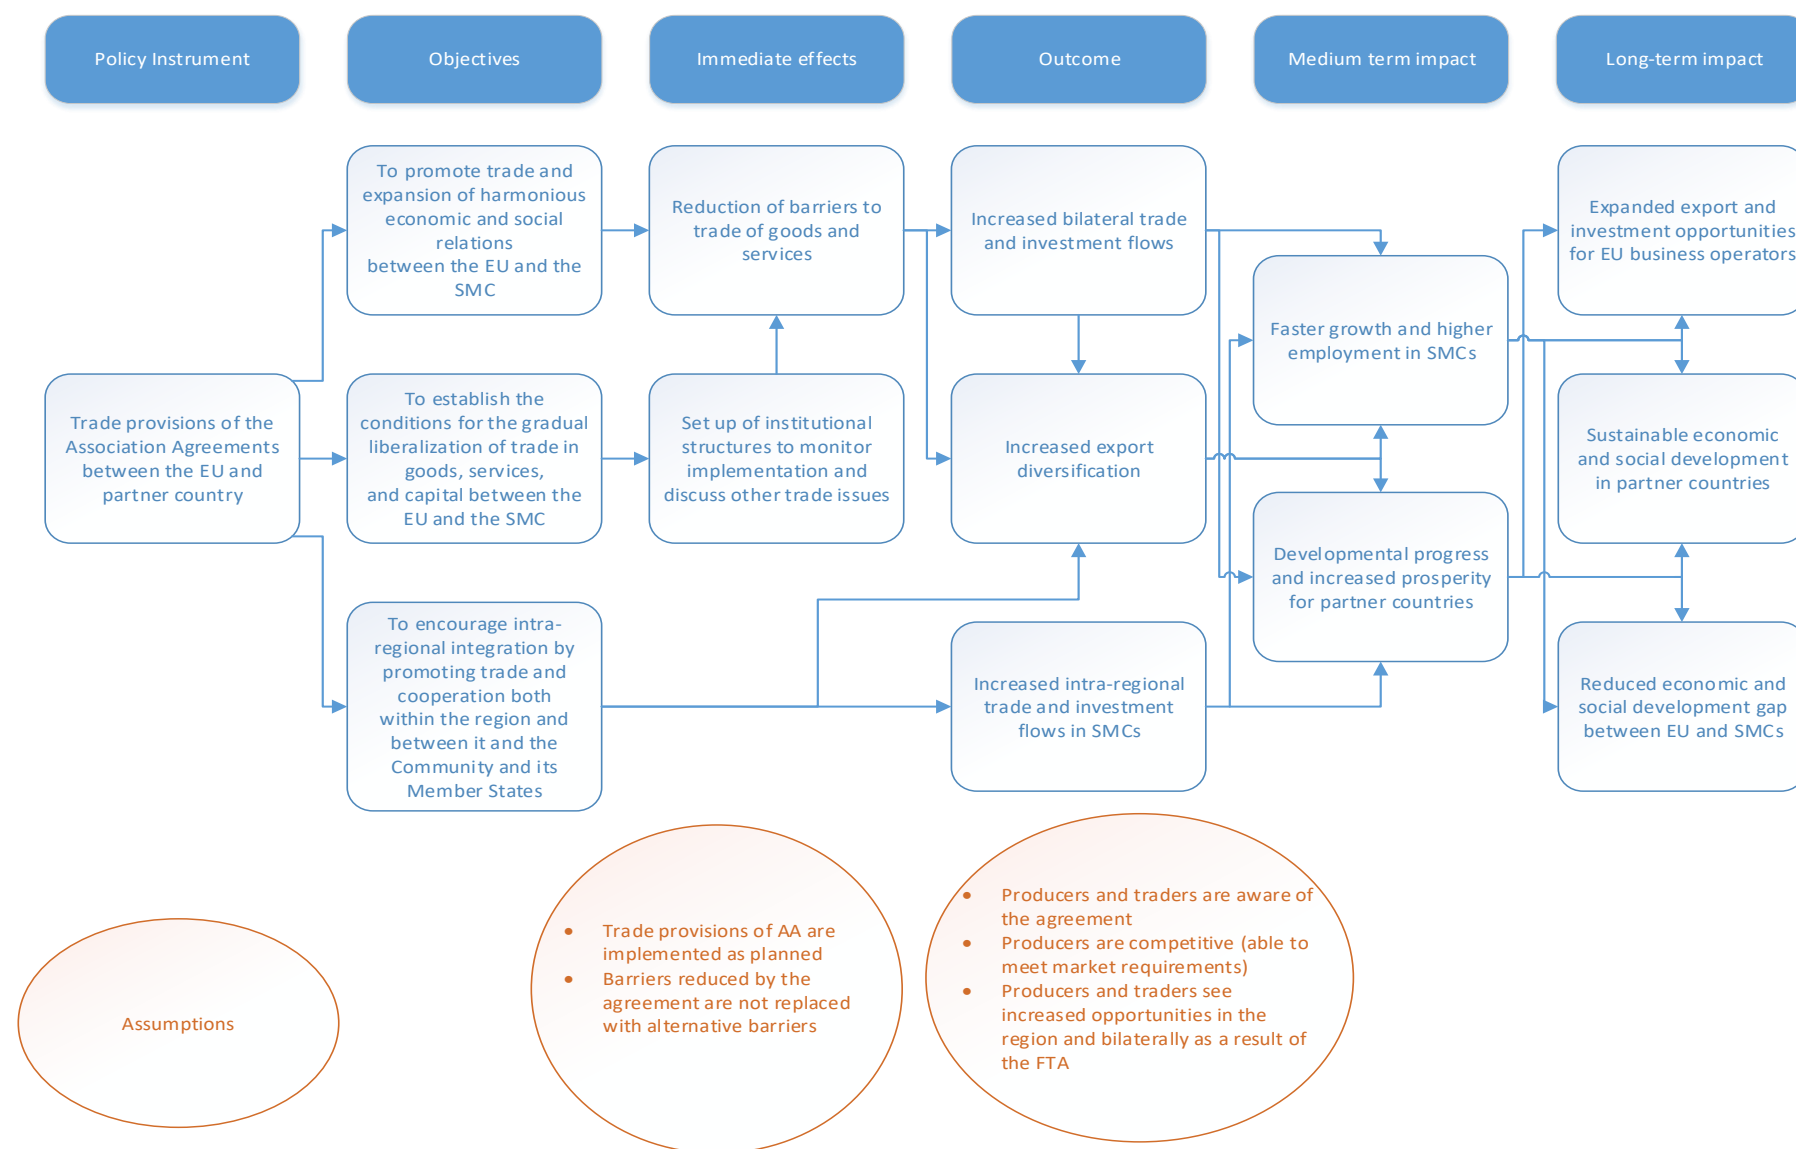 Policy Instrument
Objectives
Immediate effects
Outcome
Medium term impact
Long-term impact
Trade provisions of the
Association Agreements
between the EU and
partner country
To promote trade and
expansion of harmonious
economic and social
relations
between the EU and the
SMC
To establish the
conditions for the gradual
liberalization of trade in
goods, services,
and capital between the
EU and the SMC
To encourage intra-
regional integration by
promoting trade and
cooperation both
within the region and
between it and the
Community and its
Member States
Reduction of barriers to
trade of goods and
services
Set up of institutional
structures to monitor
implementation and
discuss other trade issues
Increased bilateral trade
and investment flows
Increased export
diversification
Increased intra-regional
trade and investment
flows in SMCs
Faster growth and higher
employment in SMCs
Developmental progress
and increased prosperity
for partner countries
Expanded export and
investment opportunities
for EU business operators
Sustainable economic
and social development
in partner countries
Reduced economic and
social development gap
between EU and SMCs
Assumptions
• Trade provisions of AA are
implemented as planned
• Barriers reduced by the
agreement are not replaced
with alternative barriers
• Producers and traders are aware of
the agreement
• Producers are competitive (able to
meet market requirements)
• Producers and traders see
increased opportunities in the
region and bilaterally as a result of
the FTA